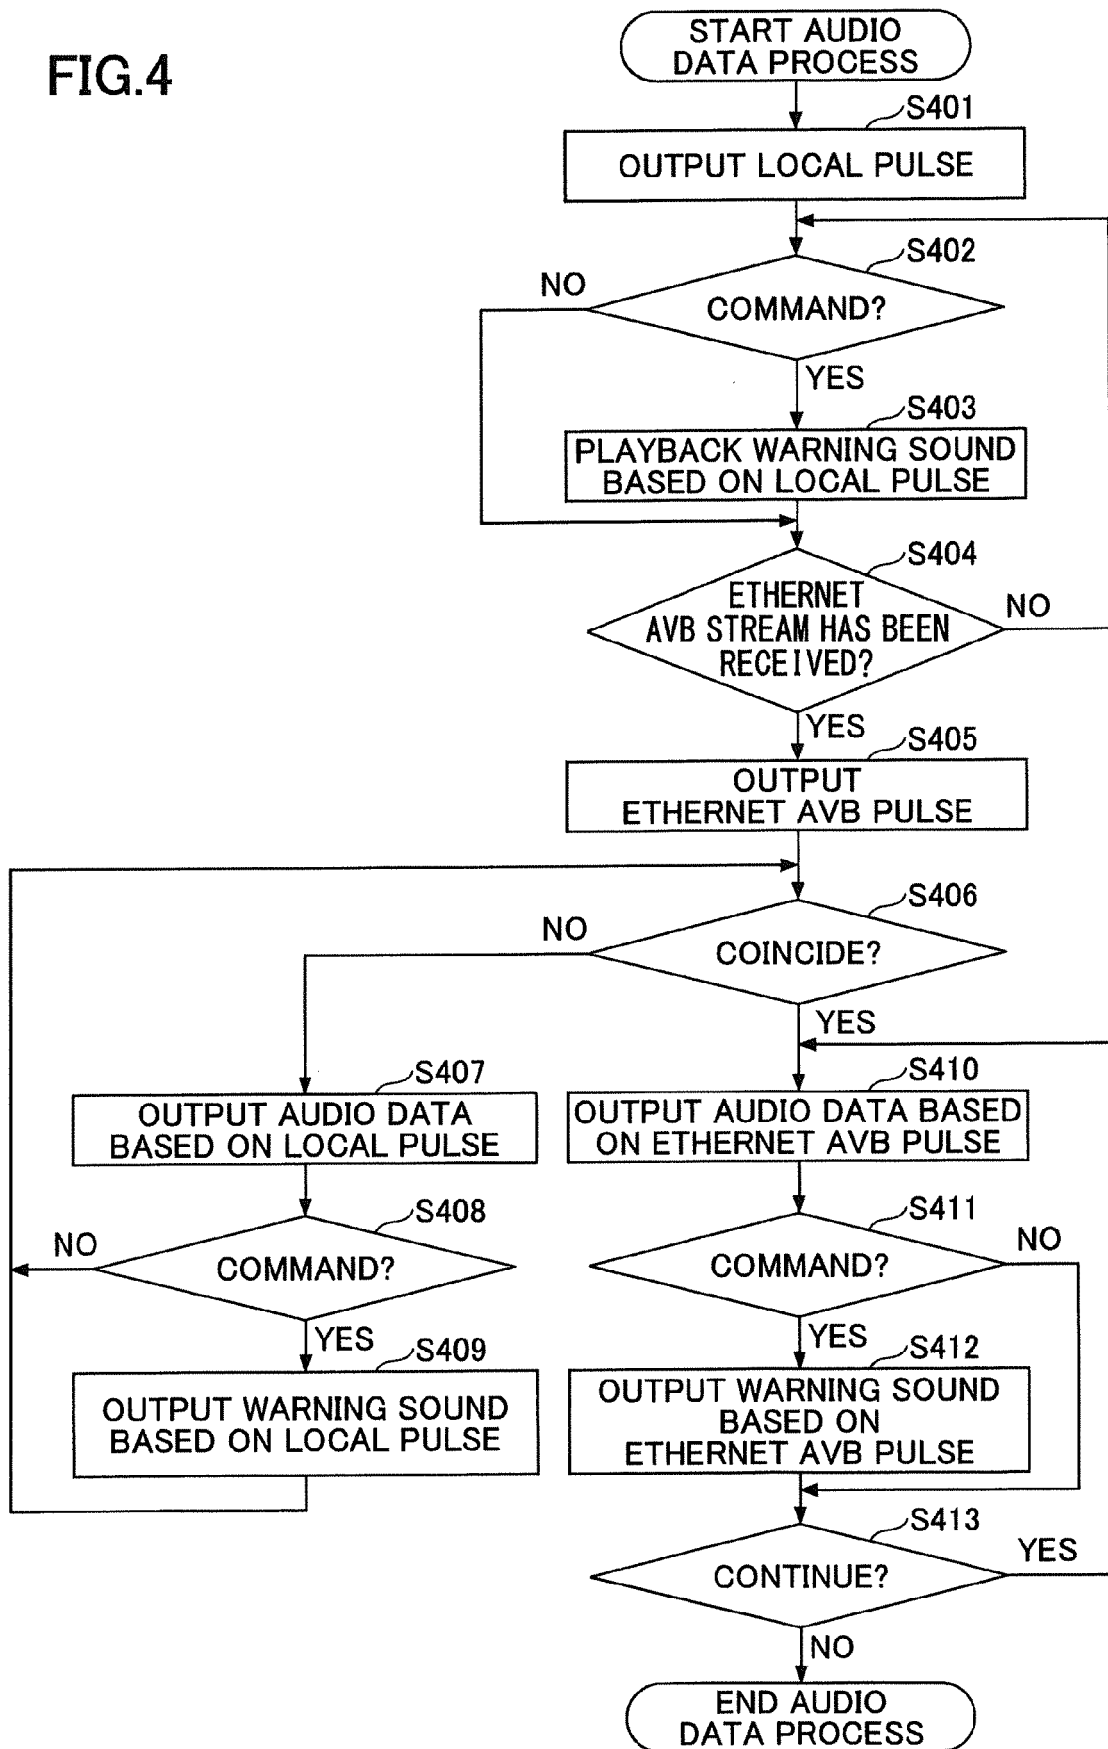 FIG.4
START AUDIO
DATA PROCESS
S401
OUTPUT LOCAL PULSE
S402
NO
COMMAND?
YES
S403
PLAYBACK WARNING SOUND
BASED ON LOCAL PULSE
S404
ETHERNET
AVB STREAM HAS BEEN
RECEIVED?
NO
YES
S405
OUTPUT
ETHERNET AVB PULSE
S406
NO
COINCIDE?
YES
S407
OUTPUT AUDIO DATA
BASED ON LOCAL PULSE
S408
NO
COMMAND?
YES
S409
OUTPUT WARNING SOUND
BASED ON LOCAL PULSE
S410
OUTPUT AUDIO DATA BASED
ON ETHERNET AVB PULSE
S411
NO
COMMAND?
YES
S412
OUTPUT WARNING SOUND
BASED ON
ETHERNET AVB PULSE
S413
YES
CONTINUE?
NO
END AUDIO
DATA PROCESS